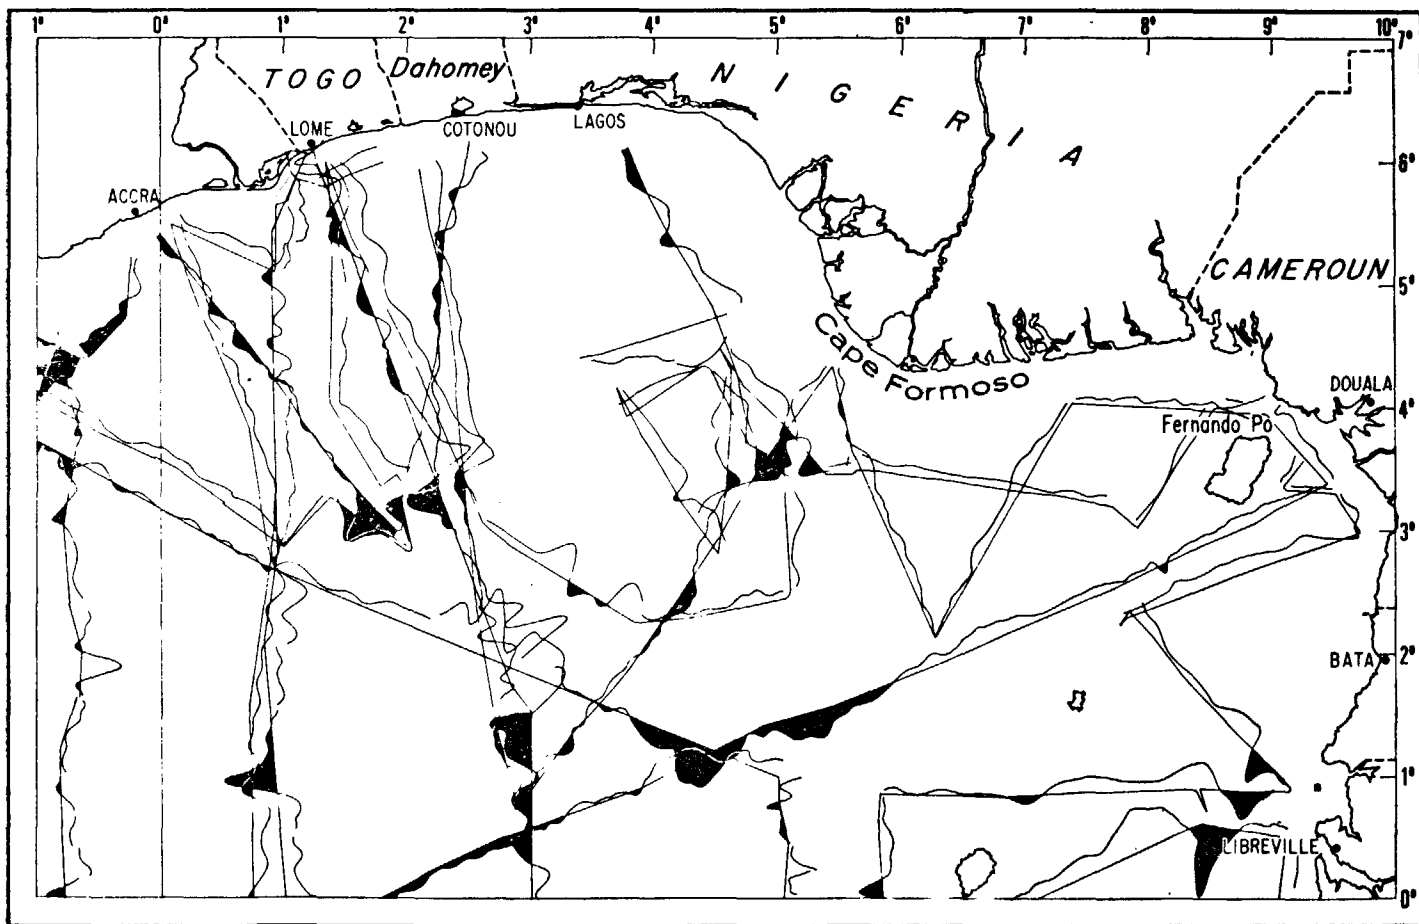 1° 0° 1° 2° 3° 4° 5° 6° 7° 8° 9° 10°
7°
TOGO
Dahomey
NIGERIA
LOME
COTONOU
LAGOS
6°
ACCRA
5°
CAMEROUN
Cape Formoso
DOUALA
4°
Fernando Po
3°
2°
BATA
1°
LIBREVILLE
0°